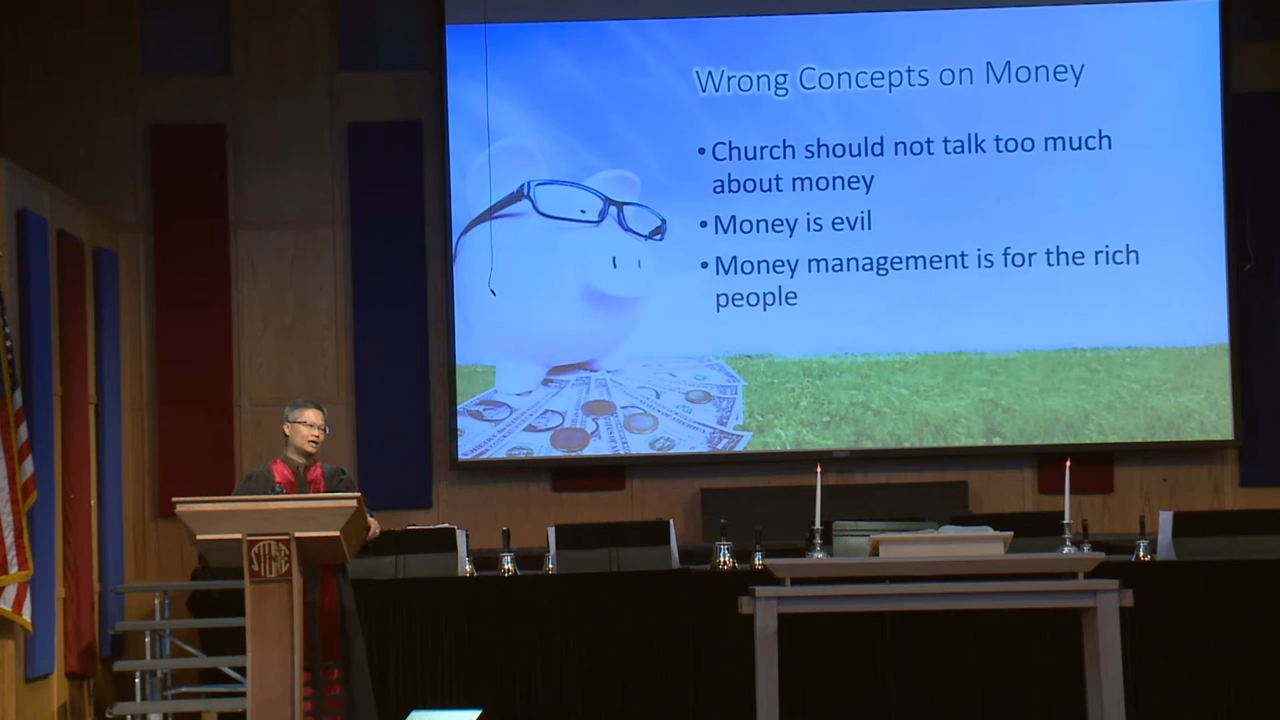 Wrong Concepts on Money
• Church should not talk too much
about money
• Money is evil
• Money management is for the rich
people
STONE